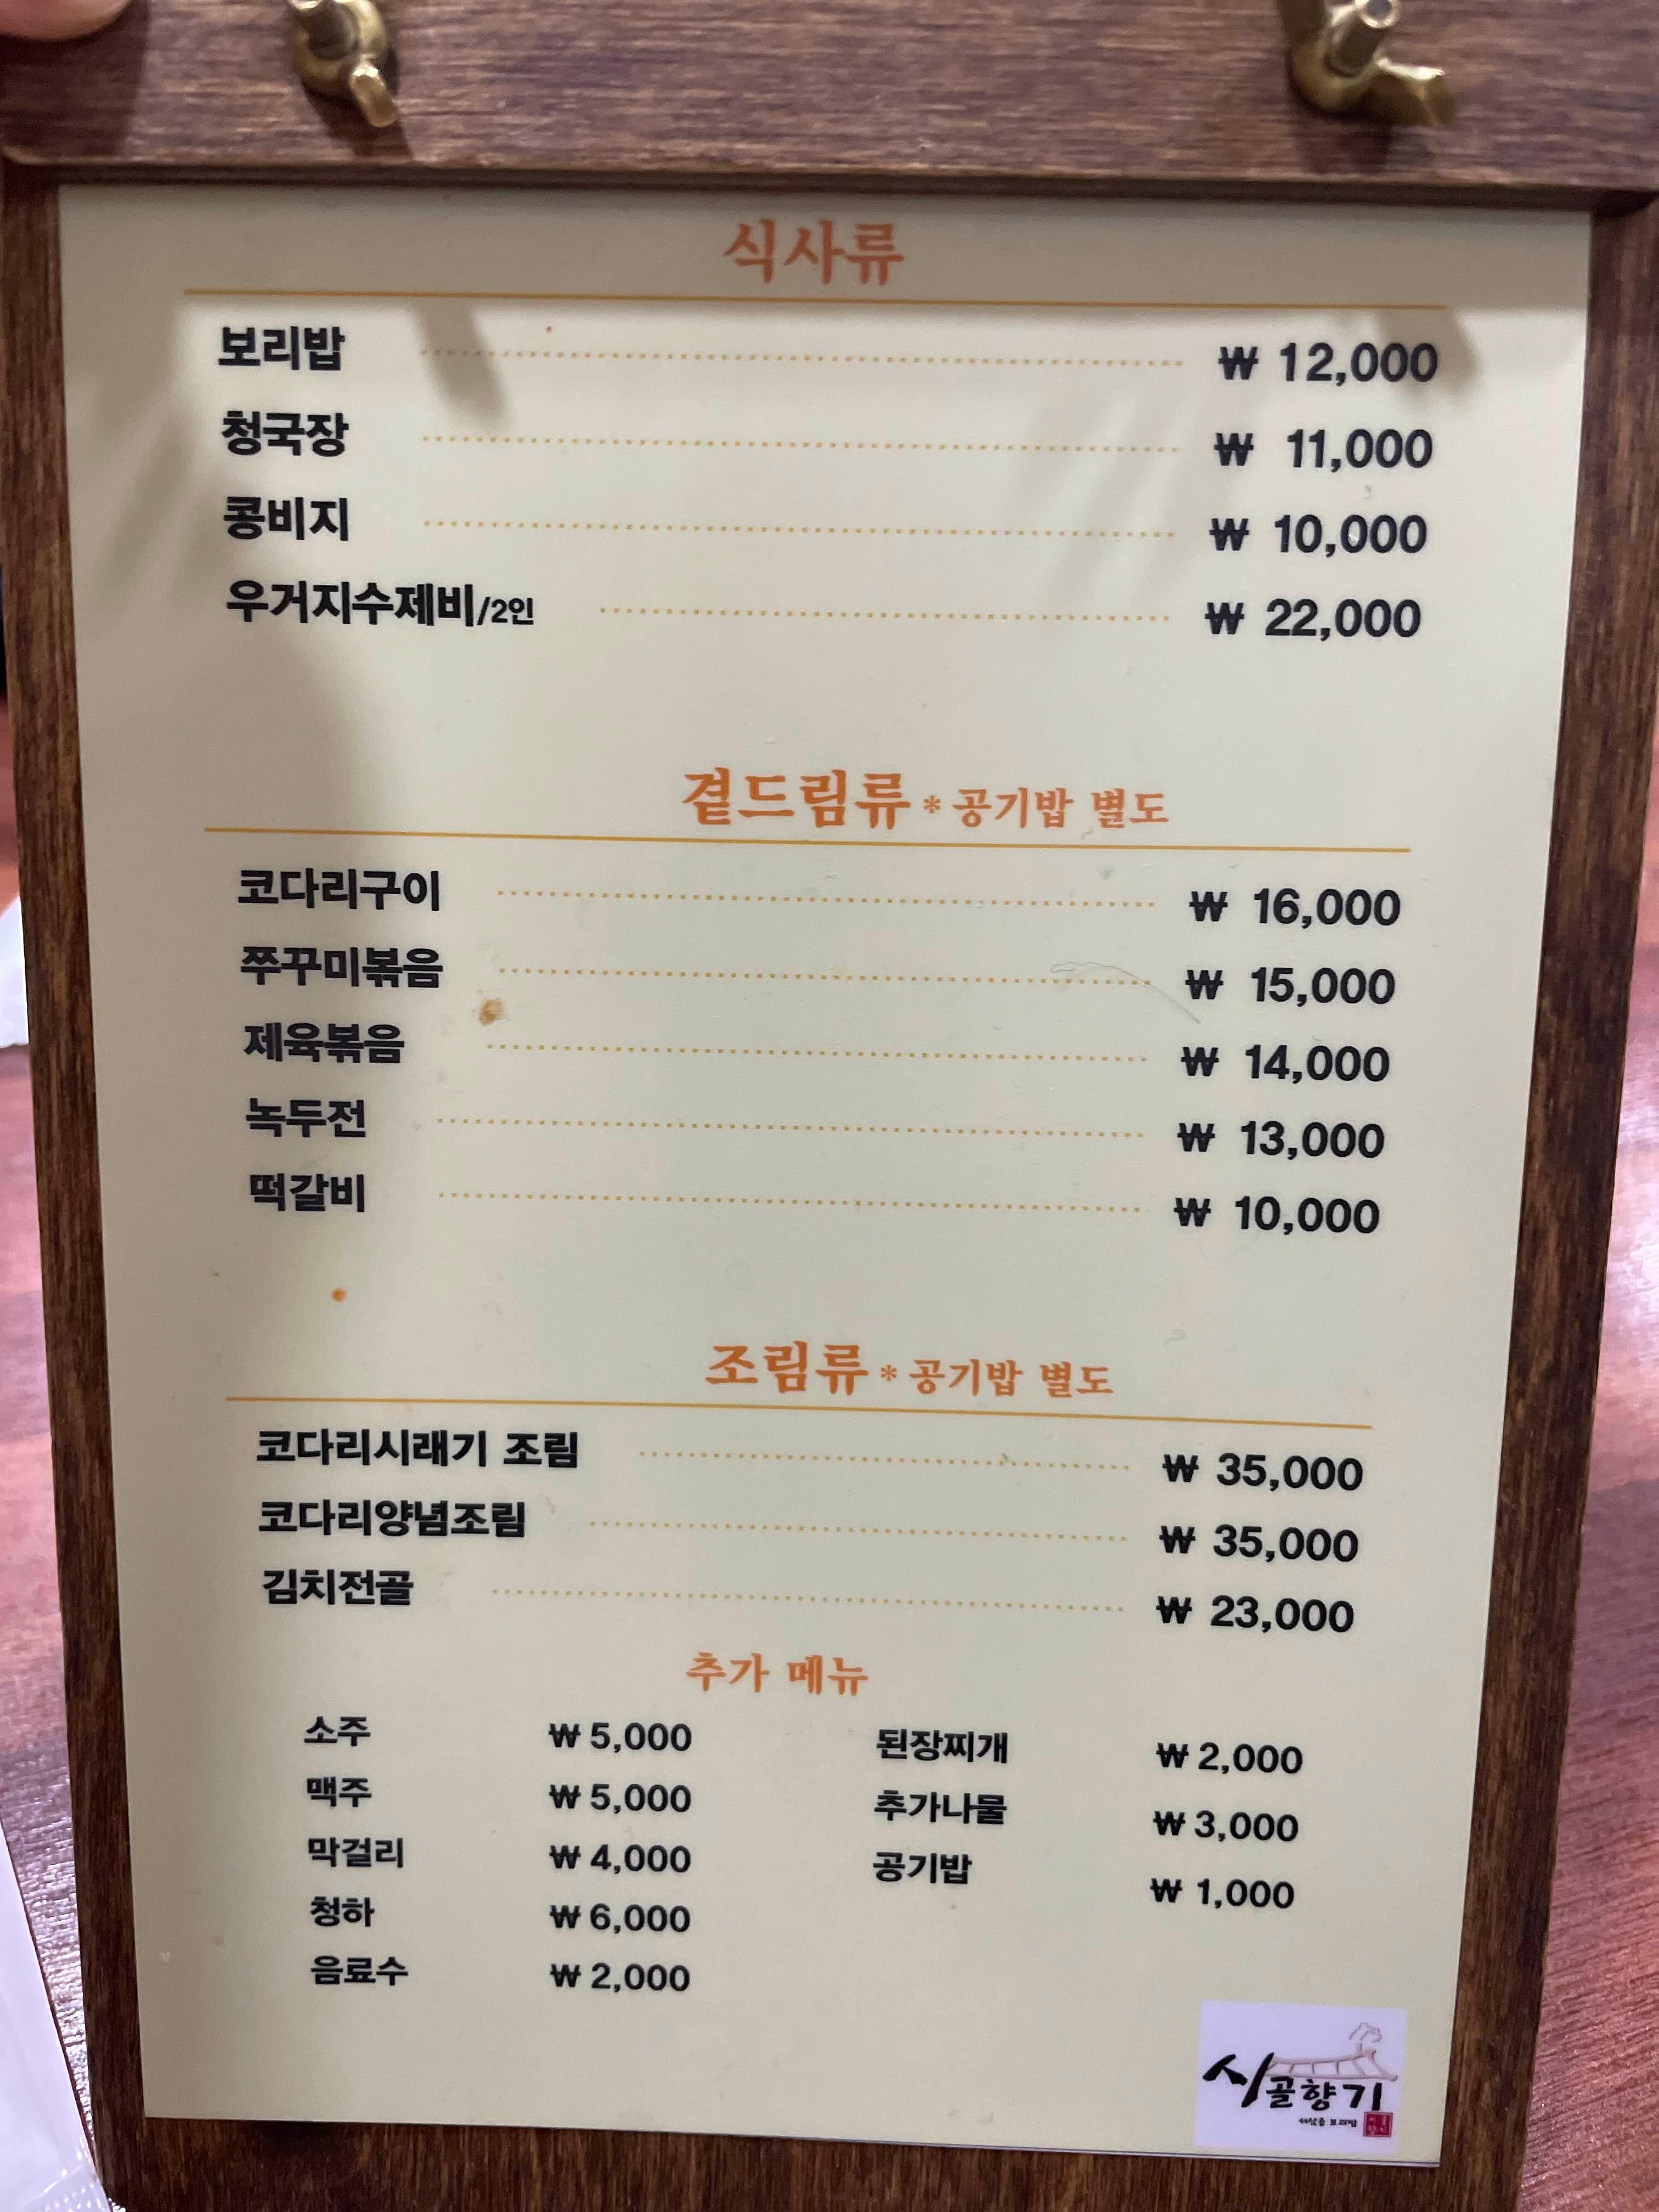 식사류
보리밥 ₩ 12,000
청국장 ₩ 11,000
콩비지 ₩ 10,000
우거지수제비/2인 ₩ 22,000
곁드림류 * 공기밥 별도
코다리구이 ₩ 16,000
쭈꾸미볶음 ₩ 15,000
제육볶음 ₩ 14,000
녹두전 ₩ 13,000
떡갈비 ₩ 10,000
조림류 * 공기밥 별도
코다리시래기 조림 ₩ 35,000
코다리양념조림 ₩ 35,000
김치전골 ₩ 23,000
추가 메뉴
소주 ₩ 5,000 된장찌개 ₩ 2,000
맥주 ₩ 5,000 추가나물 ₩ 3,000
막걸리 ₩ 4,000 공기밥 ₩ 1,000
청하 ₩ 6,000
음료수 ₩ 2,000
시골향기
보리밥